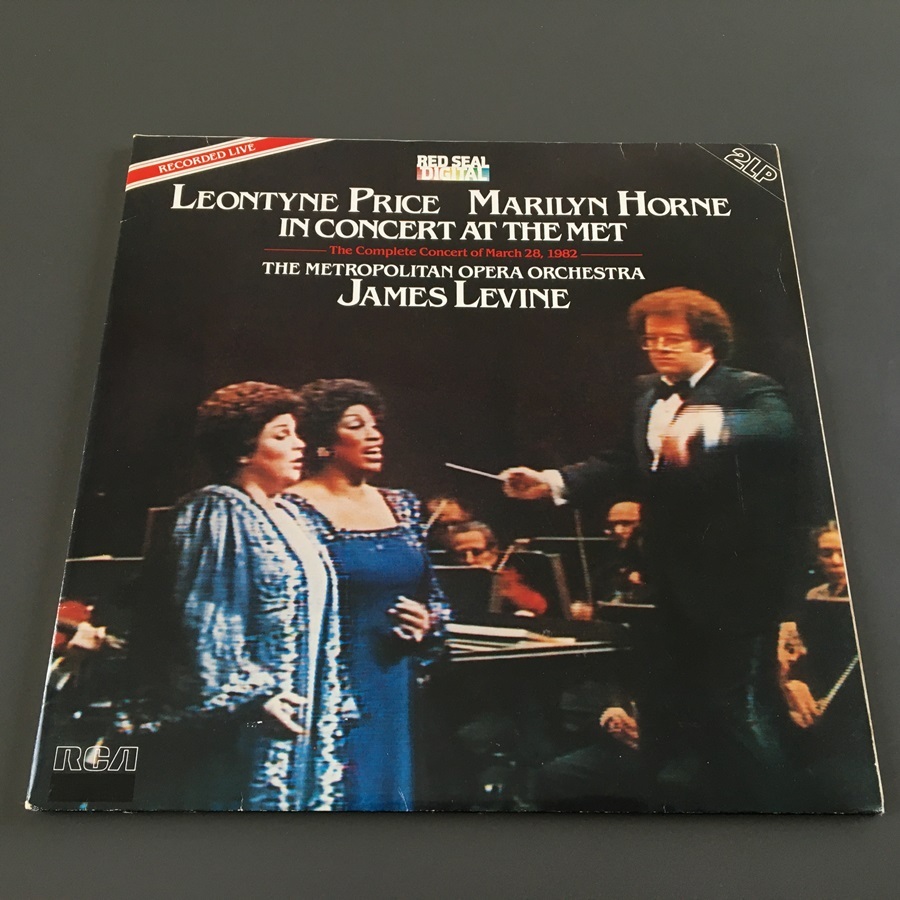 RECORDED LIVE
RED SEAL
DIGITAL
2LP
LEONTYNE PRICE MARILYN HORNE
IN CONCERT AT THE MET
The Complete Concert of March 28, 1982
THE METROPOLITAN OPERA ORCHESTRA
JAMES LEVINE
RCA